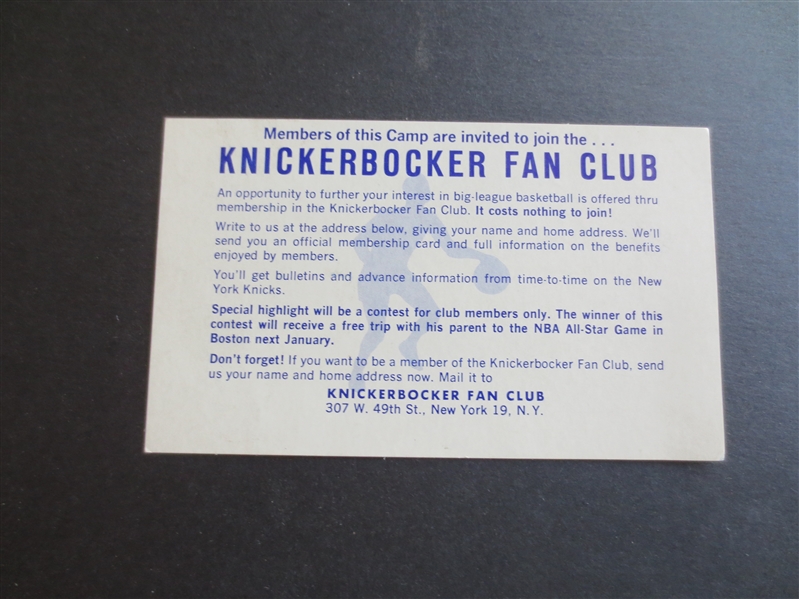 Members of this Camp are invited to join the . . .
KNICKERBOCKER FAN CLUB
An opportunity to further your interest in big-league basketball is offered thru
membership in the Knickerbocker Fan Club. It costs nothing to join!
Write to us at the address below, giving your name and home address. We'll
send you an official membership card and full information on the benefits
enjoyed by members.
You'll get bulletins and advance information from time-to-time on the New
York Knicks.
Special highlight will be a contest for club members only. The winner of this
contest will receive a free trip with his parent to the NBA All-Star Game in
Boston next January.
Don't forget! If you want to be a member of the Knickerbocker Fan Club, send
us your name and home address now. Mail it to
KNICKERBOCKER FAN CLUB
307 W. 49th St., New York 19, N. Y.